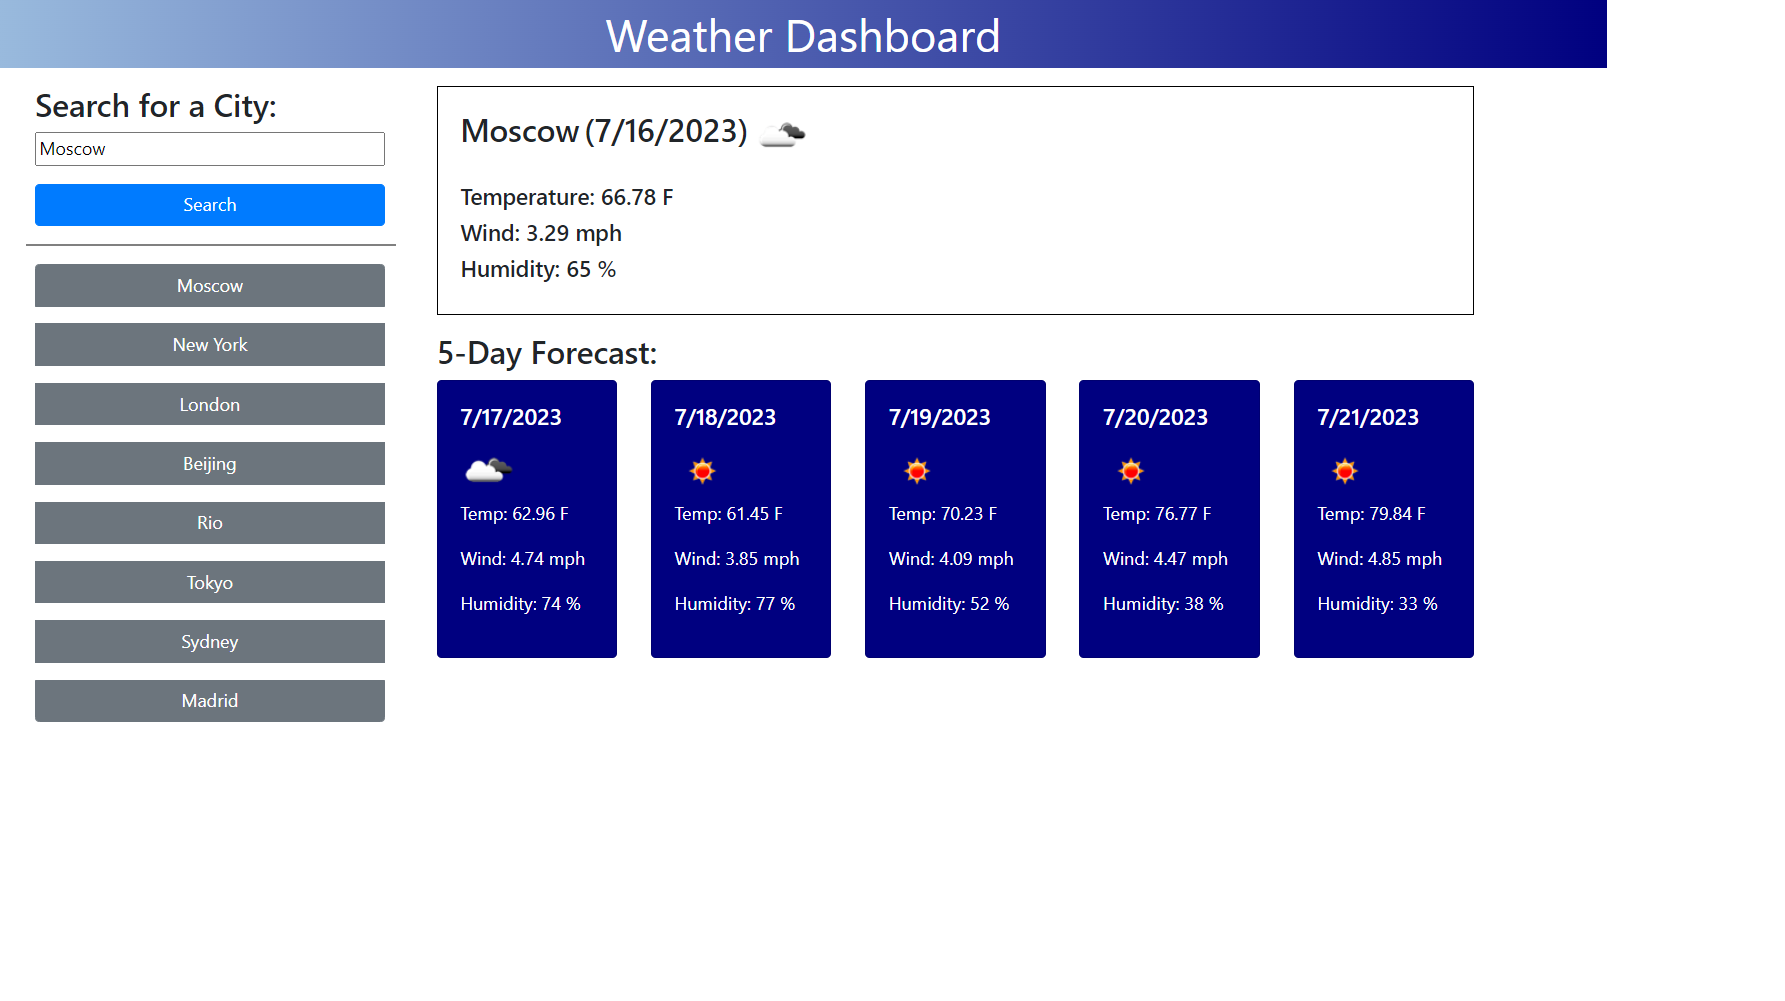 Weather Dashboard
Search for a City:
Moscow
Search
Moscow
New York
London
Beijing
Rio
Tokyo
Sydney
Madrid
Moscow (7/16/2023)
Temperature: 66.78 F
Wind: 3.29 mph
Humidity: 65 %
5-Day Forecast:
7/17/2023
Temp: 62.96 F
Wind: 4.74 mph
Humidity: 74 %
7/18/2023
Temp: 61.45 F
Wind: 3.85 mph
Humidity: 77 %
7/19/2023
Temp: 70.23 F
Wind: 4.09 mph
Humidity: 52 %
7/20/2023
Temp: 76.77 F
Wind: 4.47 mph
Humidity: 38 %
7/21/2023
Temp: 79.84 F
Wind: 4.85 mph
Humidity: 33 %